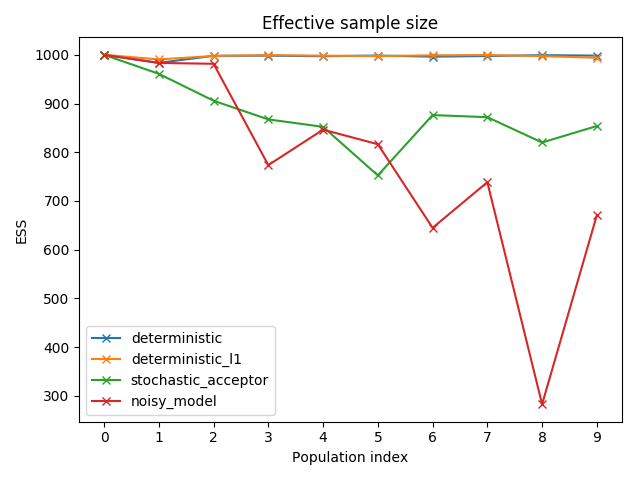 Effective sample size
ESS
1000
900
800
700
600
500
400
300
deterministic
deterministic_l1
stochastic_acceptor
noisy_model
0 1 2 3 4 5 6 7 8 9
Population index